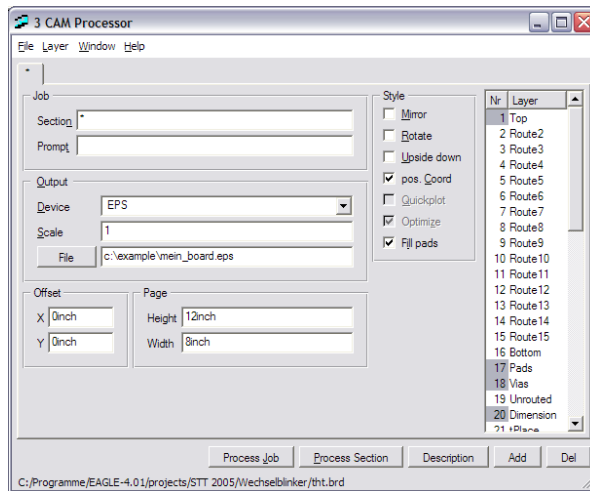 3 CAM Processor
File Layer Window Help
*
Job
Section *
Prompt
Output
Device EPS
Scale 1
File c:\example\mein_board.eps
Offset
X 0inch
Y 0inch
Page
Height 12inch
Width 8inch
Style
Mirror
Rotate
Upside down
pos. Coord
Quickplot
Optimize
Fill pads
Nr Layer
1 Top
2 Route2
3 Route3
4 Route4
5 Route5
6 Route6
7 Route7
8 Route8
9 Route9
10 Route10
11 Route11
12 Route12
13 Route13
14 Route14
15 Route15
16 Bottom
17 Pads
18 Vias
19 Unrouted
20 Dimension
21 tPlace
Process Job Process Section Description Add Del
C:/Programme/EAGLE-4.01/projects/STT 2005/Wechselblinker/tht.brd